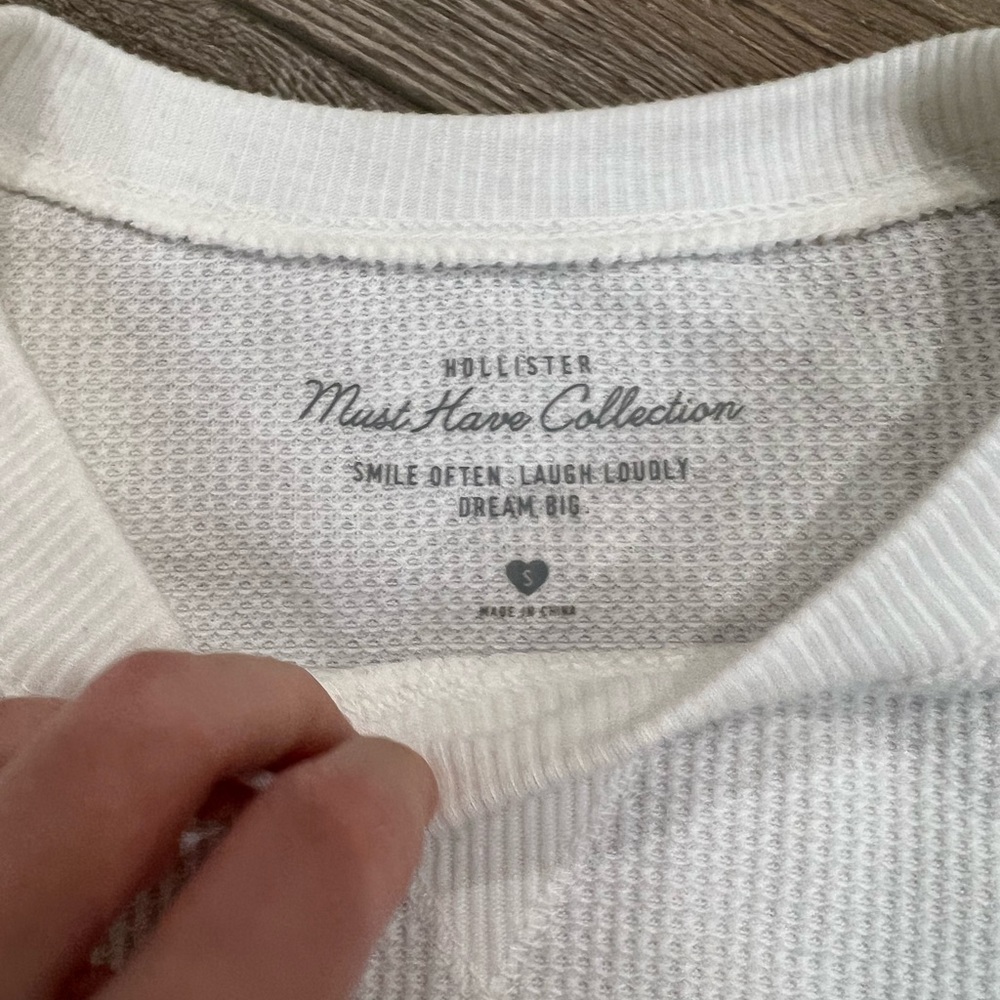 HOLLISTER
Must Have Collection
SMILE OFTEN. LAUGH LOUDLY.
DREAM BIG.
S
MADE IN CHINA